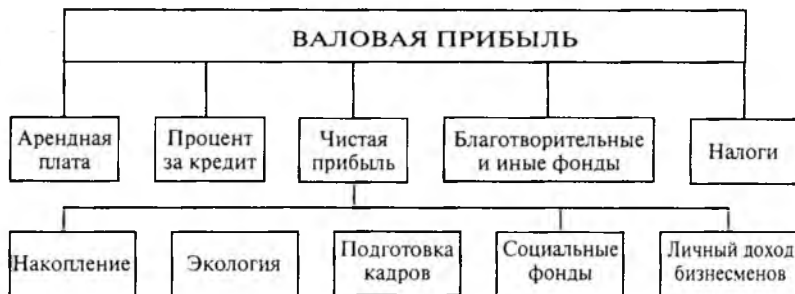 ВАЛОВАЯ ПРИБЫЛЬ
Арендная
плата
Процент
за кредит
Чистая
прибыль
Благотворительные
и иные фонды
Налоги
Накопление
Экология
Подготовка
кадров
Социальные
фонды
Личный доход
бизнесменов